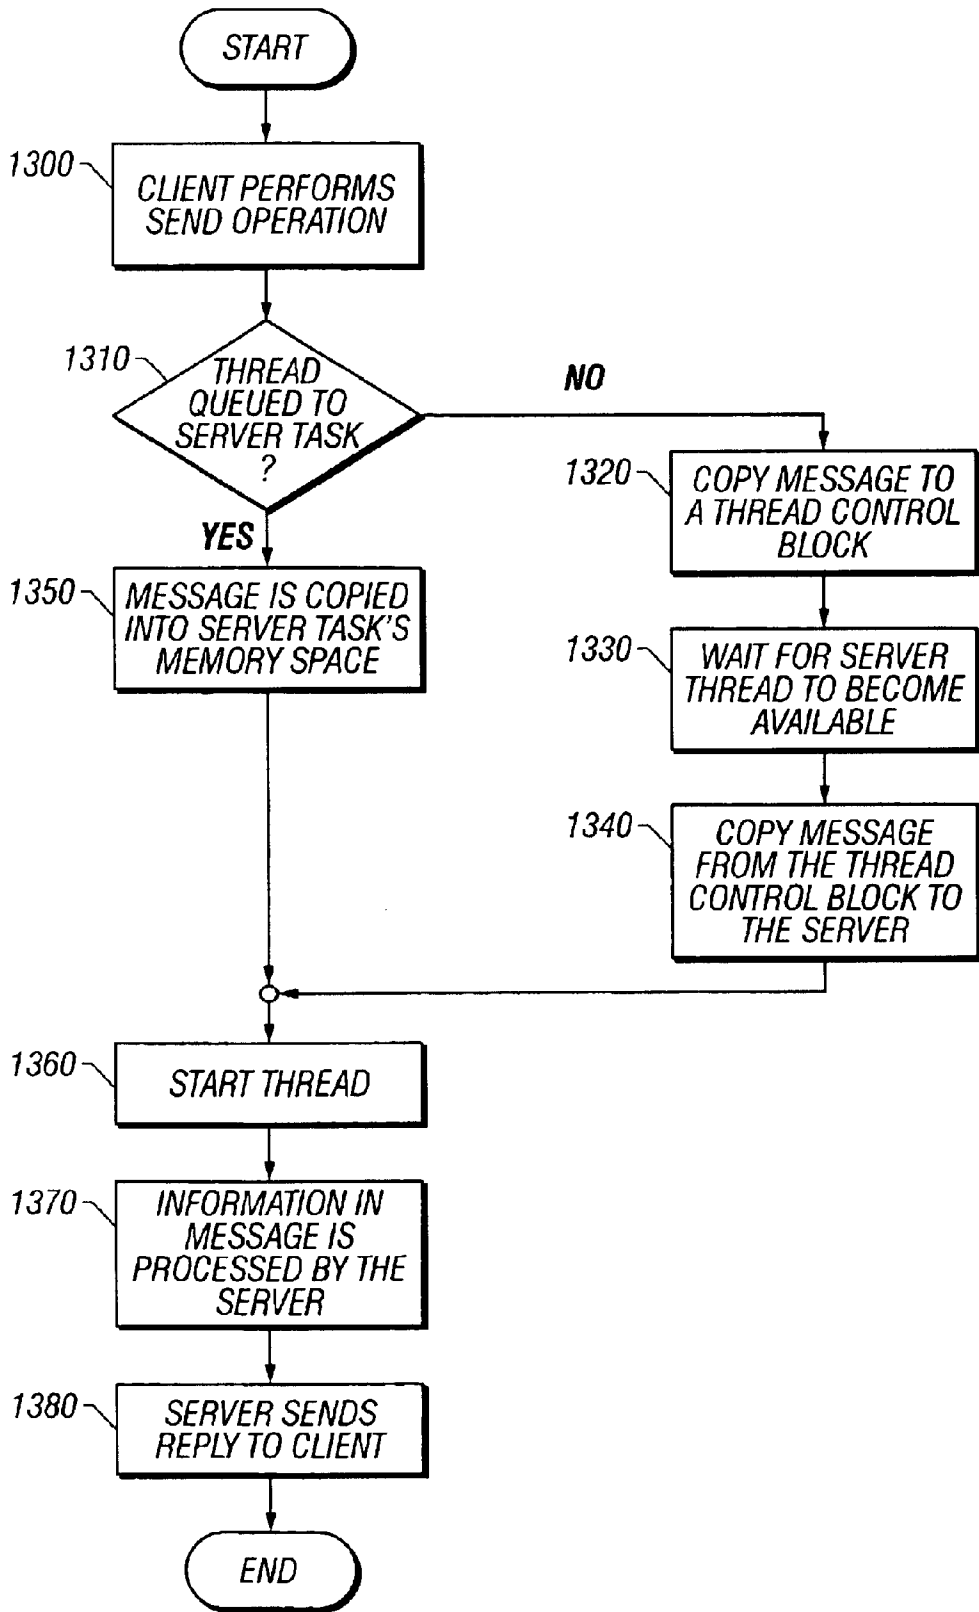 START
1300
CLIENT PERFORMS
SEND OPERATION
1310
THREAD
QUEUED TO
SERVER TASK
?
NO
YES
1320
COPY MESSAGE TO
A THREAD CONTROL
BLOCK
1350
MESSAGE IS COPIED
INTO SERVER TASK'S
MEMORY SPACE
1330
WAIT FOR SERVER
THREAD TO BECOME
AVAILABLE
1340
COPY MESSAGE
FROM THE THREAD
CONTROL BLOCK TO
THE SERVER
1360
START THREAD
1370
INFORMATION IN
MESSAGE IS
PROCESSED BY THE
SERVER
1380
SERVER SENDS
REPLY TO CLIENT
END